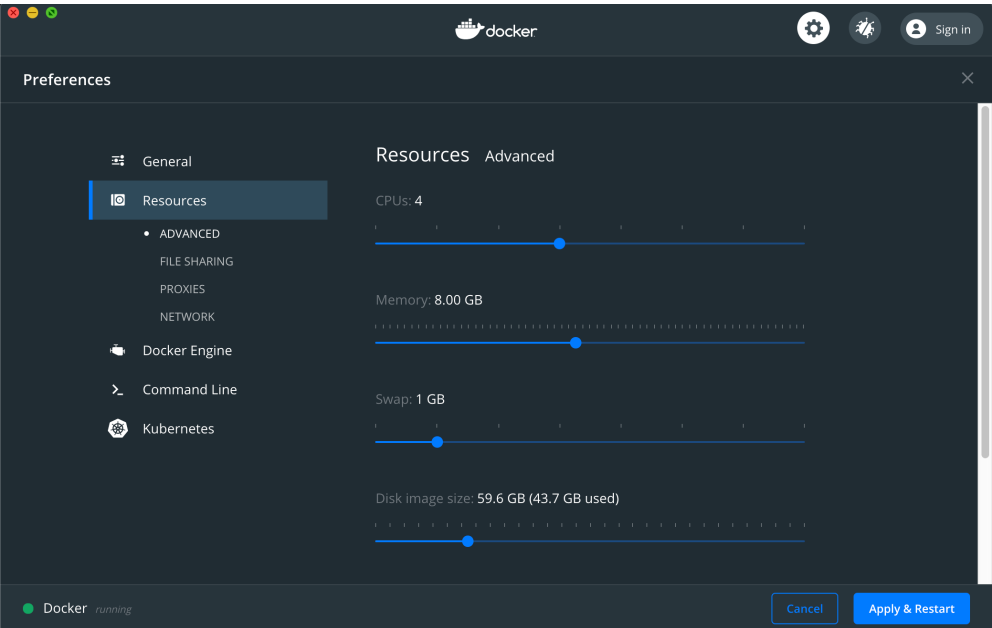 docker
Sign in
Preferences
General
Resources
ADVANCED
FILE SHARING
PROXIES
NETWORK
Docker Engine
Command Line
Kubernetes
Resources Advanced
CPUs: 4
Memory: 8.00 GB
Swap: 1 GB
Disk image size: 59.6 GB (43.7 GB used)
Docker running
Cancel
Apply & Restart